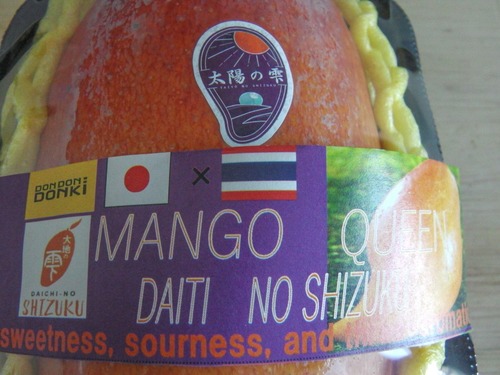 太陽の雫
DON DON
DONKi
×
MANGO QUEEN
大地の雫
DAICHI-NO
SHIZUKU
DAITI NO SHIZUKU
sweetness, sourness, and